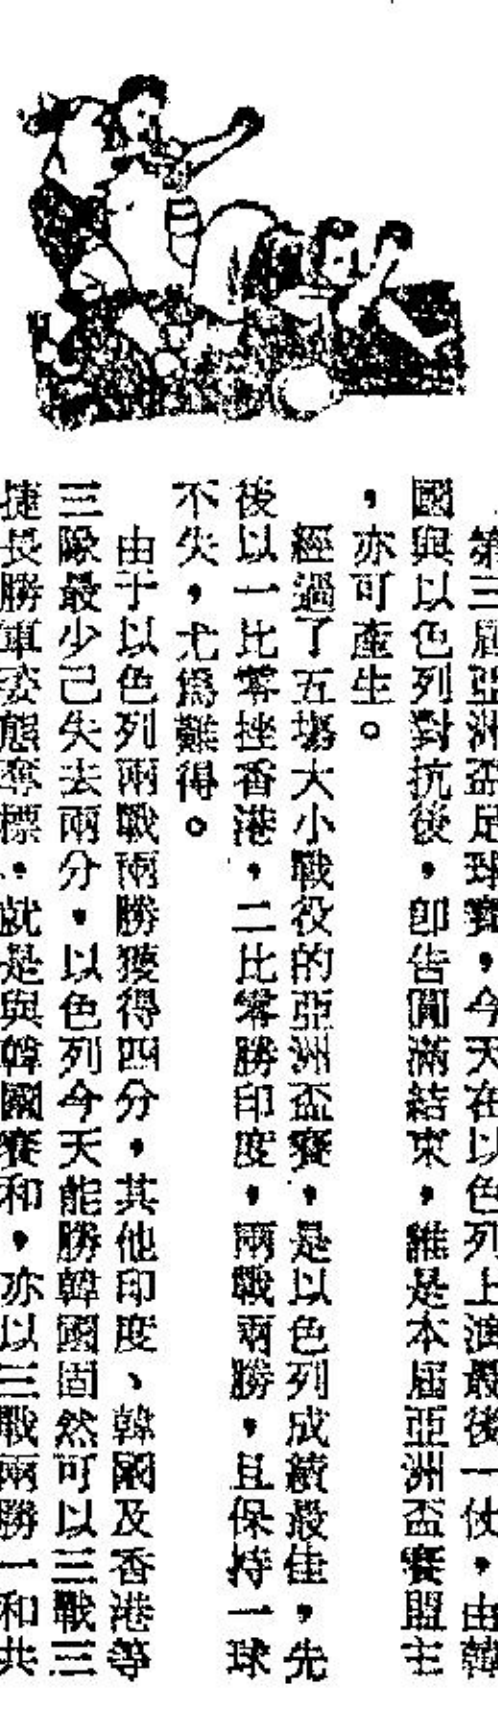 第三屆亞洲盃足球賽，今天在以色列上演最後一仗，由韓
國與以色列對抗後，即告圓滿結束，誰是本屆亞洲盃賽盟主
，亦可產生。
經過了五場大小戰役的亞洲盃賽，是以色列成績最佳，先
後以一比零挫香港，二比零勝印度，兩戰兩勝，且保持一球
不失，尤爲難得。
由于以色列兩戰兩勝獲得四分，其他印度、韓國及香港等
三隊最少己失去兩分，以色列今天能勝韓國固然可以三戰三
捷長勝軍姿態奪標，就是與韓國賽和，亦以三戰兩勝一和共